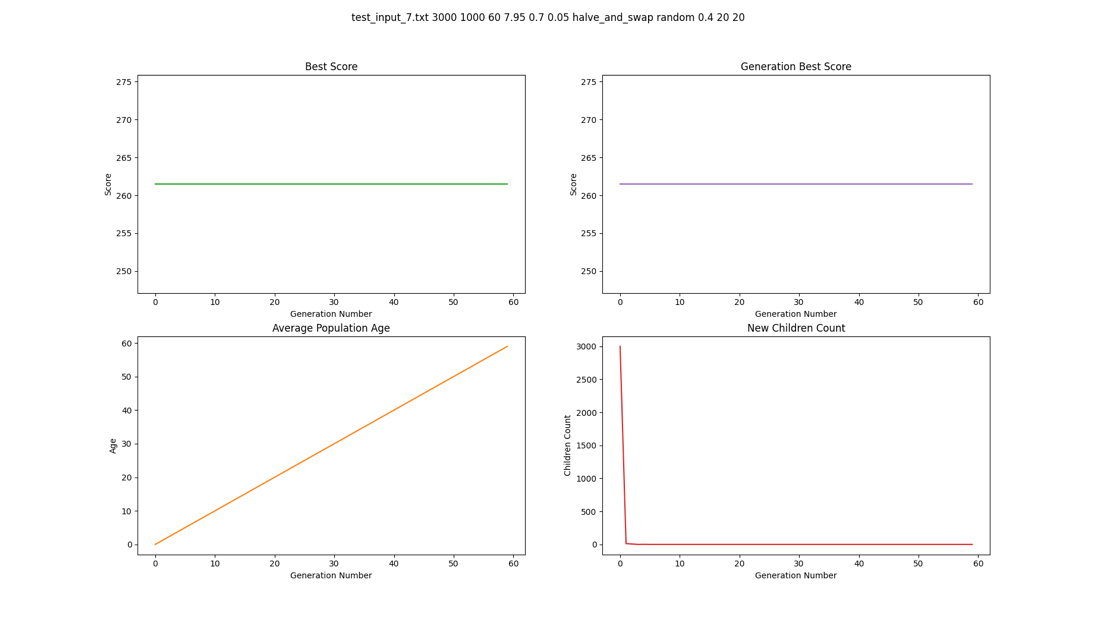 test_input_7.txt 3000 1000 60 7.95 0.7 0.05 halve_and_swap random 0.4 20 20
Best Score
275
270
265
260
255
250
Score
0 10 20 30 40 50 60
Generation Number
Generation Best Score
275
270
265
260
255
250
Score
0 10 20 30 40 50 60
Generation Number
Average Population Age
60
50
40
30
20
10
0
Age
0 10 20 30 40 50 60
Generation Number
New Children Count
3000
2500
2000
1500
1000
500
0
Children Count
0 10 20 30 40 50 60
Generation Number